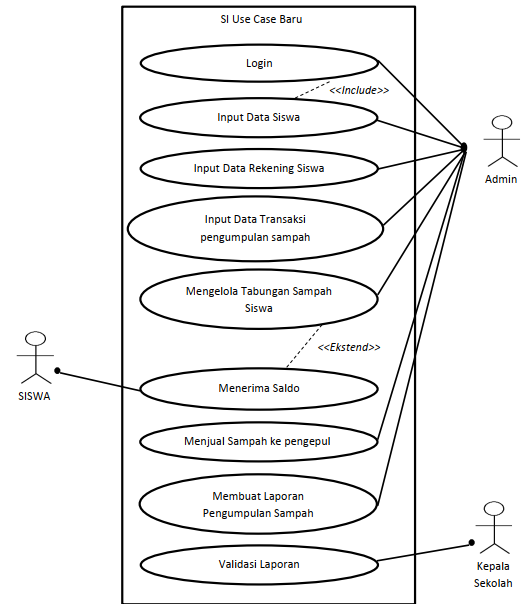 SI Use Case Baru
Login
<<Include>>
Input Data Siswa
Admin
Input Data Rekening Siswa
Input Data Transaksi
pengumpulan sampah
Mengelola Tabungan Sampah
Siswa
<<Ekstend>>
SISWA
Menerima Saldo
Menjual Sampah ke pengepul
Membuat Laporan
Pengumpulan Sampah
Validasi Laporan
Kepala
Sekolah